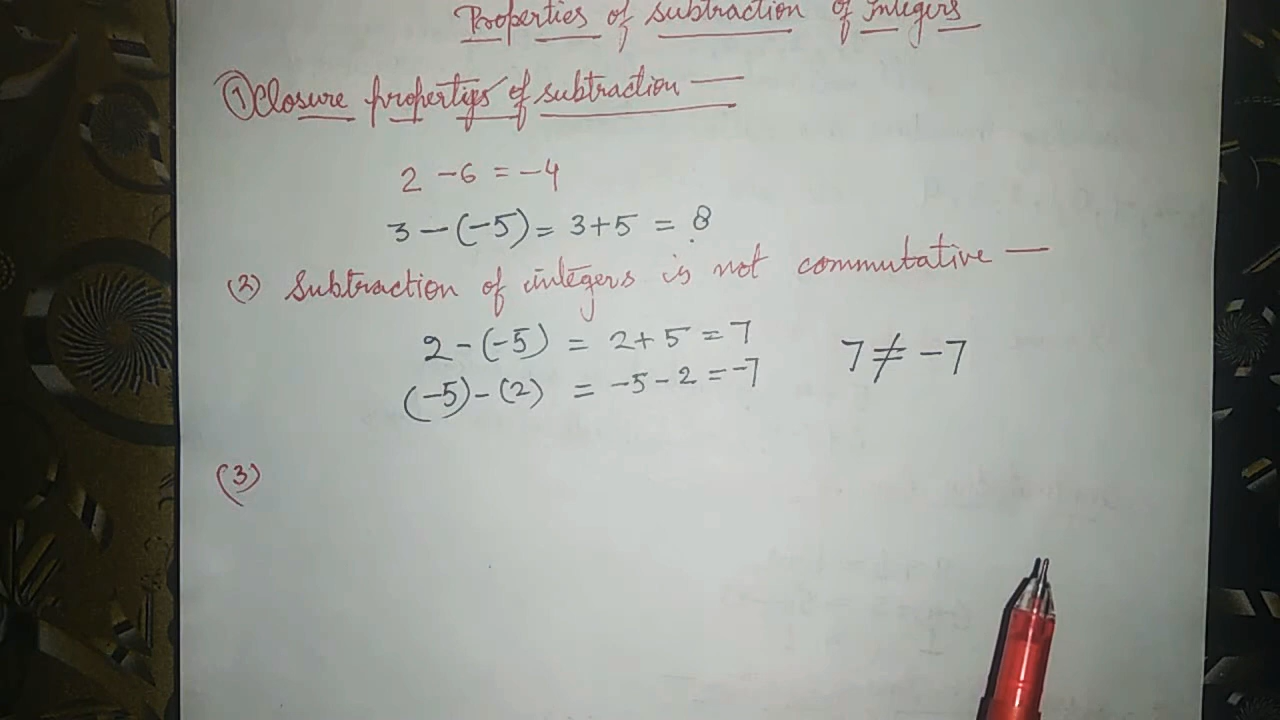 Properties of subtraction of Integers
① Closure propertys of subtraction —
2 - 6 = -4
3 - (-5) = 3+5 = 8
(2) Subtraction of integers is not commutative —
2 - (-5) = 2+5 = 7
(-5) - (2) = -5 - 2 = -7
7 ≠ -7
(3)